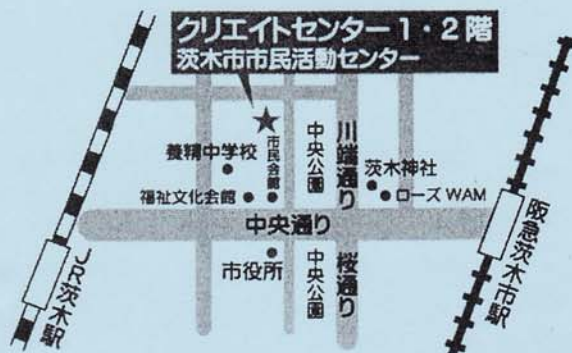 クリエイトセンター1・2階
茨木市市民活動センター
養精中学校
市民会館
中央公園
川端通り
茨木神社
福祉文化会館
ローズWAM
中央通り
市役所
中央公園
桜通り
JR茨木駅
阪急茨木市駅